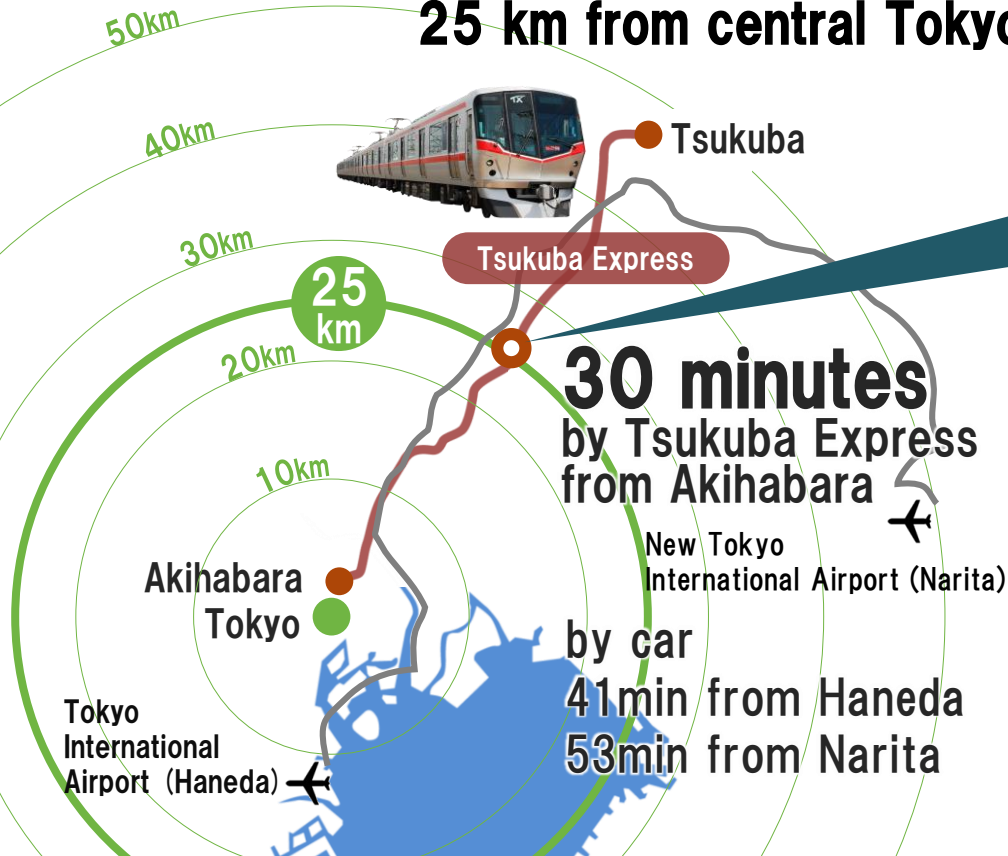 25 km from central Tokyo
50km
40km
Tsukuba
30km
Tsukuba Express
25
km
20km
30 minutes
by Tsukuba Express
from Akihabara
10km
New Tokyo
International Airport (Narita)
Akihabara
Tokyo
by car
41min from Haneda
53min from Narita
Tokyo
International
Airport (Haneda)
TX